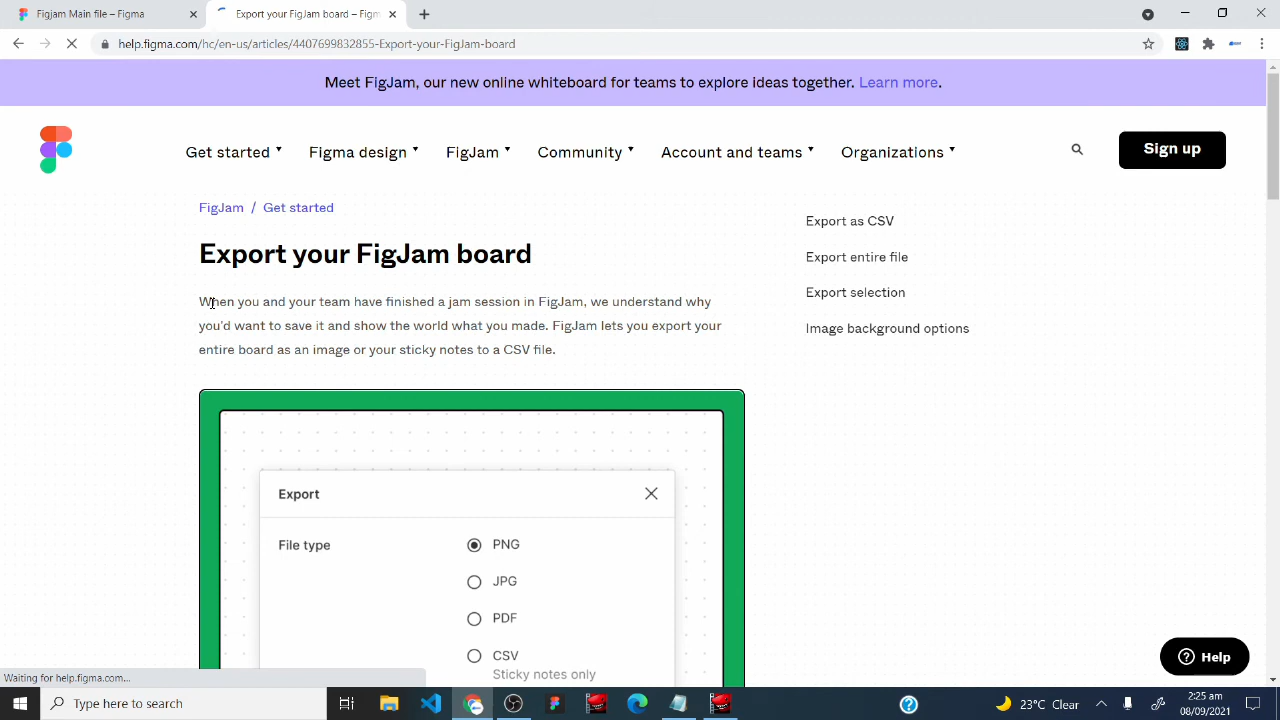 Figjam Main file – Figma
Export your FigJam board – Figm
help.figma.com/hc/en-us/articles/4407699832855-Export-your-FigJam-board
Meet FigJam, our new online whiteboard for teams to explore ideas together. Learn more.
Get started
Figma design
FigJam
Community
Account and teams
Organizations
Sign up
FigJam / Get started
Export your FigJam board
When you and your team have finished a jam session in FigJam, we understand why
you'd want to save it and show the world what you made. FigJam lets you export your
entire board as an image or your sticky notes to a CSV file.
Export as CSV
Export entire file
Export selection
Image background options
Export
File type
PNG
JPG
PDF
CSV
Sticky notes only
Help
Waiting for help.figma.com...
Type here to search
23°C Clear
2:25 am
08/09/2021